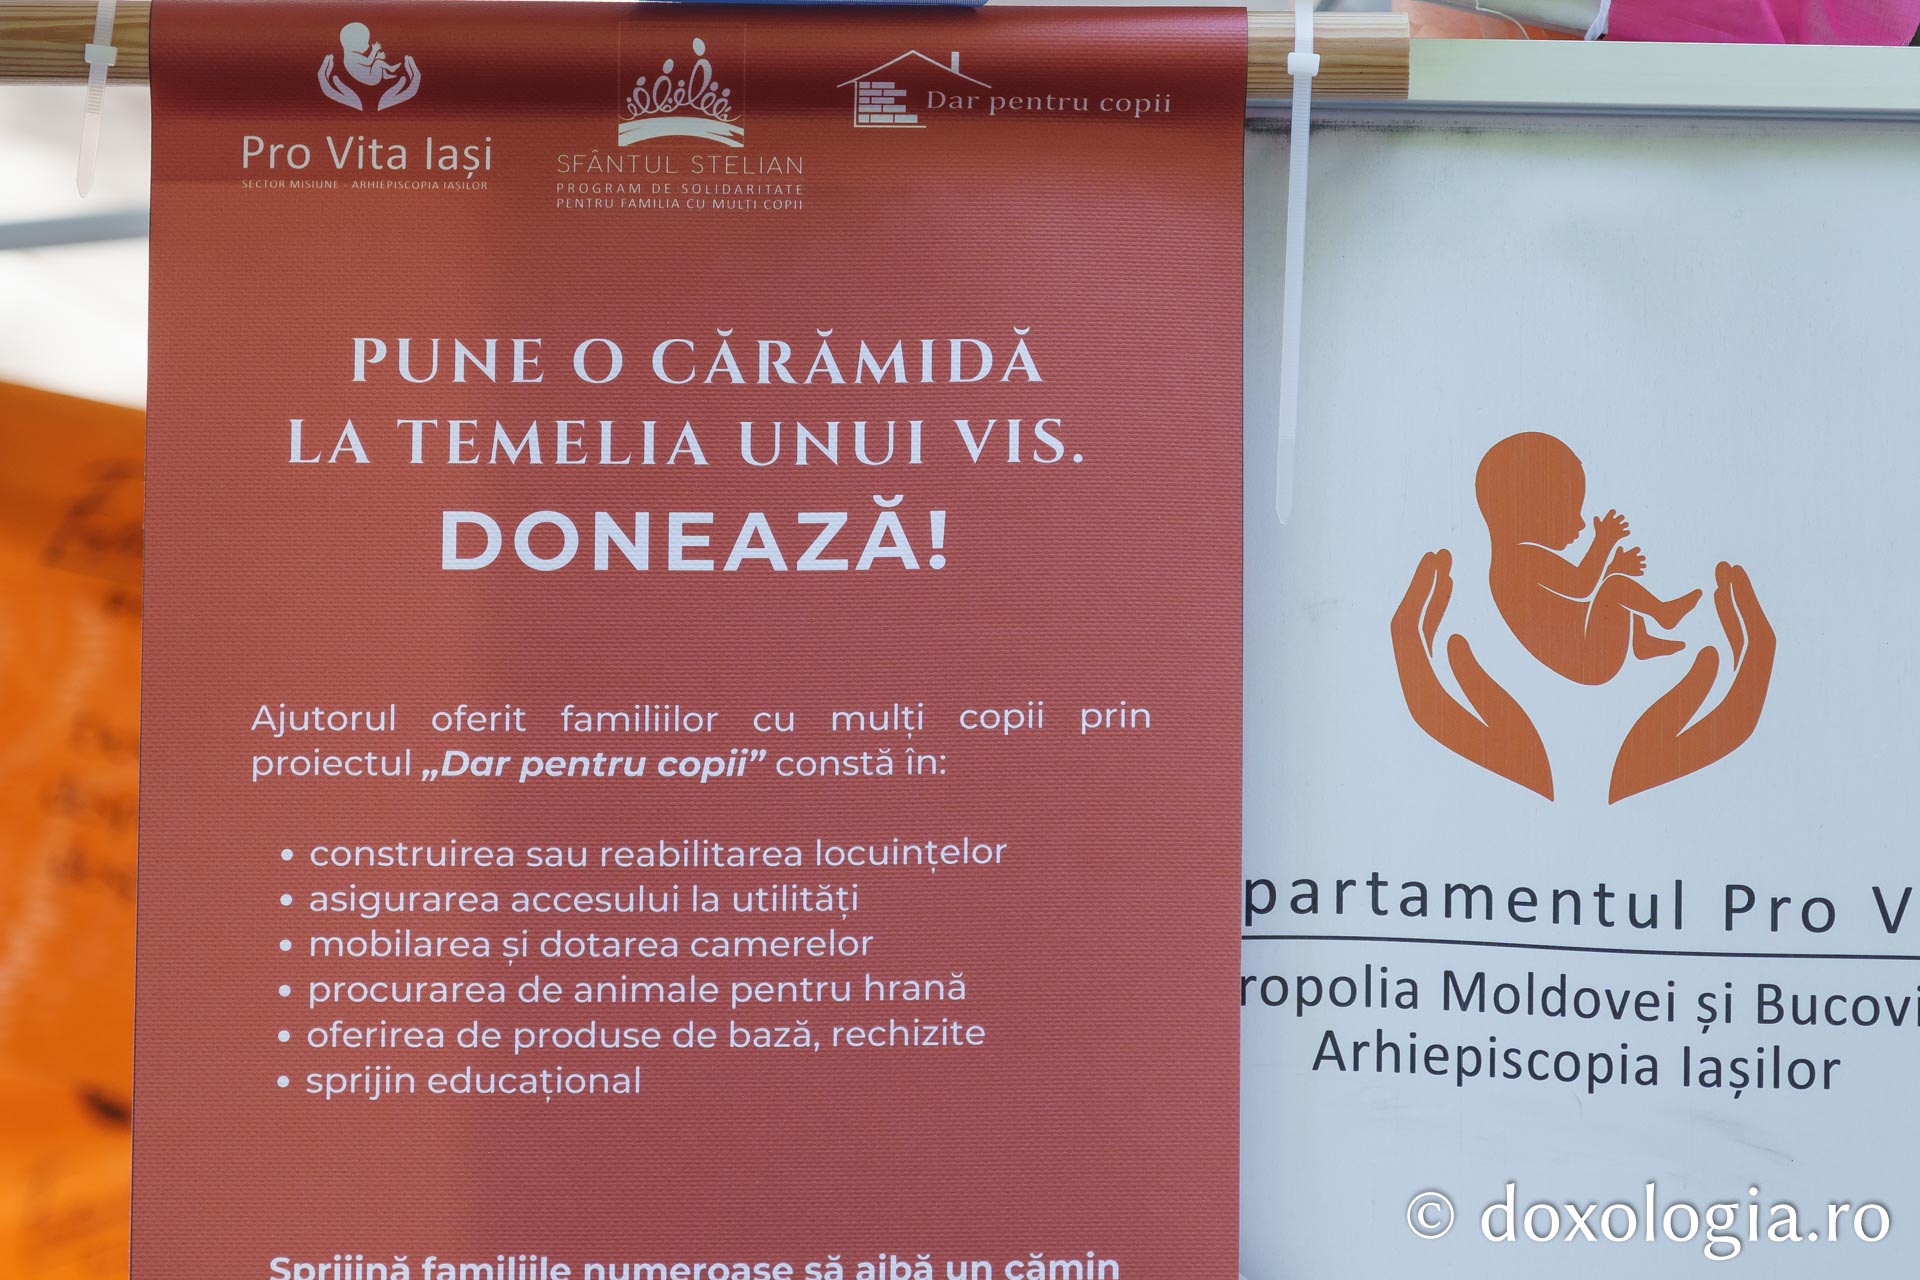 Pro Vita Iași
SECTOR MISIUNE - ARHIEPISCOPIA IAȘILOR
SFÂNTUL STELIAN
PROGRAM DE SOLIDARITATE
PENTRU FAMILIA CU MULȚI COPII
Dar pentru copii
PUNE O CĂRĂMIDĂ
LA TEMELIA UNUI VIS.
DONEAZĂ!
Ajutorul oferit familiilor cu mulți copii prin
proiectul „Dar pentru copii” constă în:
• construirea sau reabilitarea locuințelor
• asigurarea accesului la utilități
• mobilarea și dotarea camerelor
• procurarea de animale pentru hrană
• oferirea de produse de bază, rechizite
• sprijin educațional
Sprijină familiile numeroase să aibă un cămin
partamentul Pro V
ropolia Moldovei și Bucovi
Arhiepiscopia Iașilor
© doxologia.ro